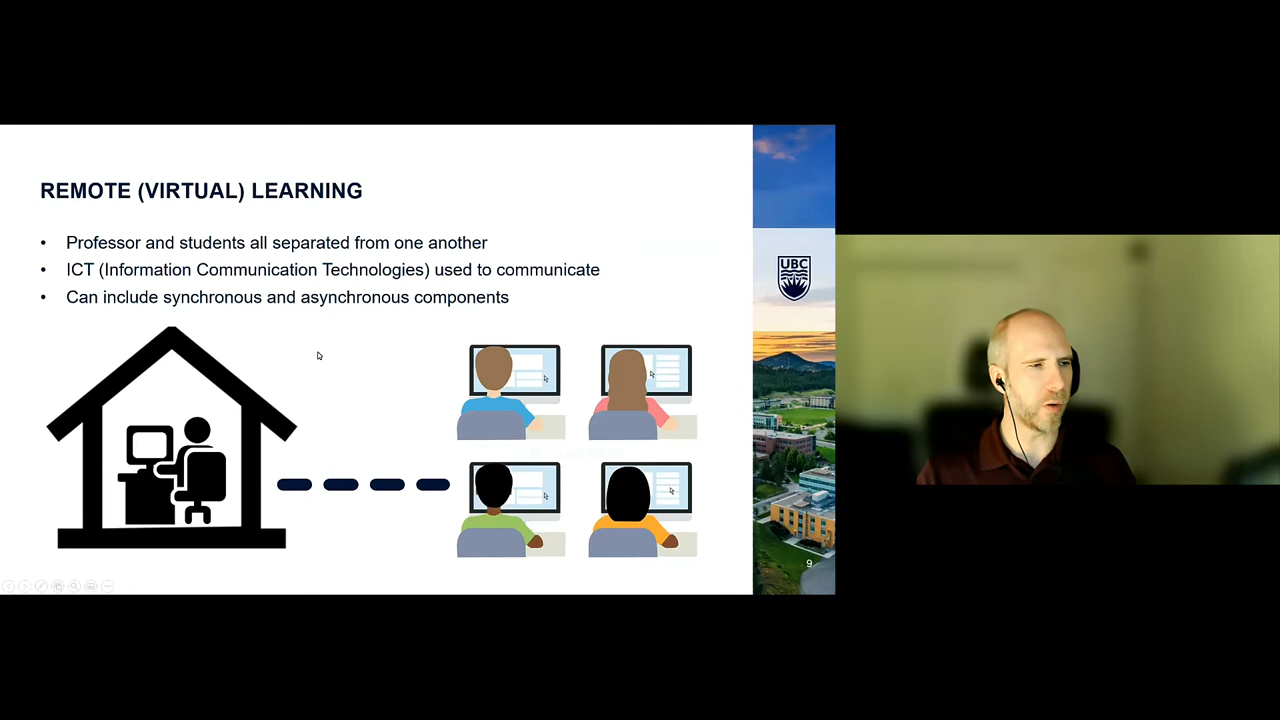 REMOTE (VIRTUAL) LEARNING
• Professor and students all separated from one another
• ICT (Information Communication Technologies) used to communicate
• Can include synchronous and asynchronous components
UBC
9